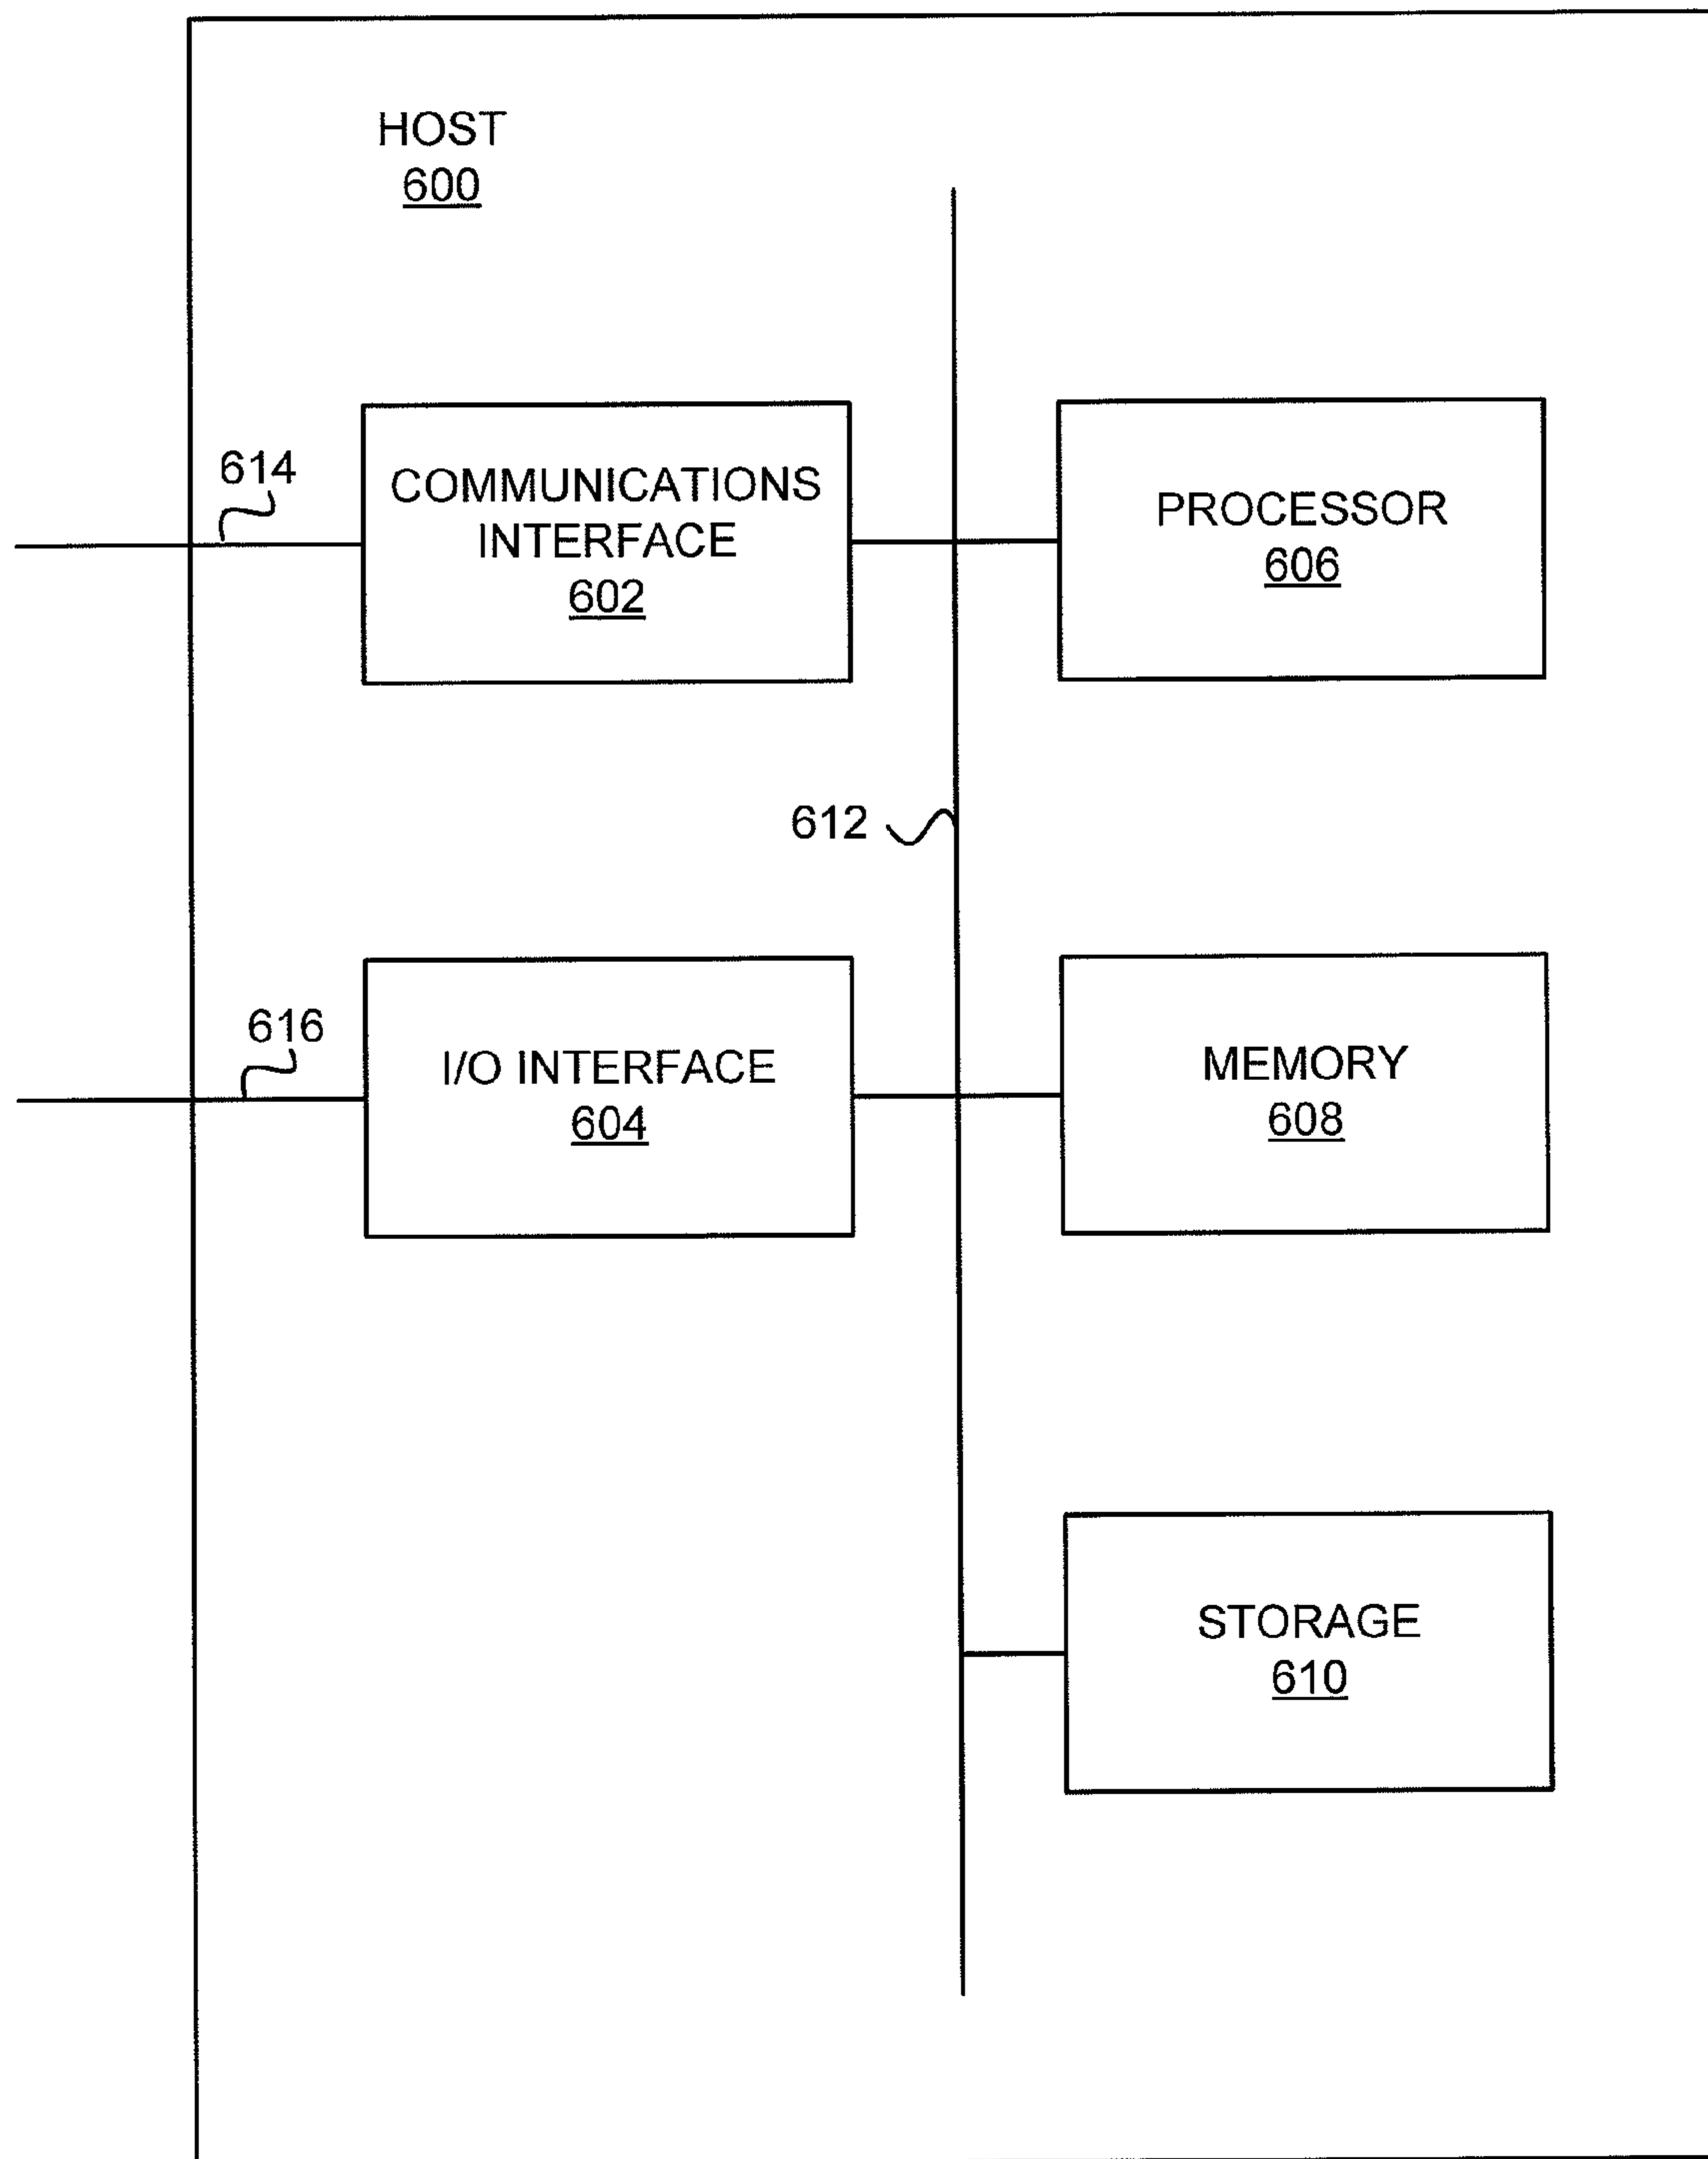 HOST
600
614
COMMUNICATIONS
INTERFACE
602
PROCESSOR
606
612
616
I/O INTERFACE
604
MEMORY
608
STORAGE
610